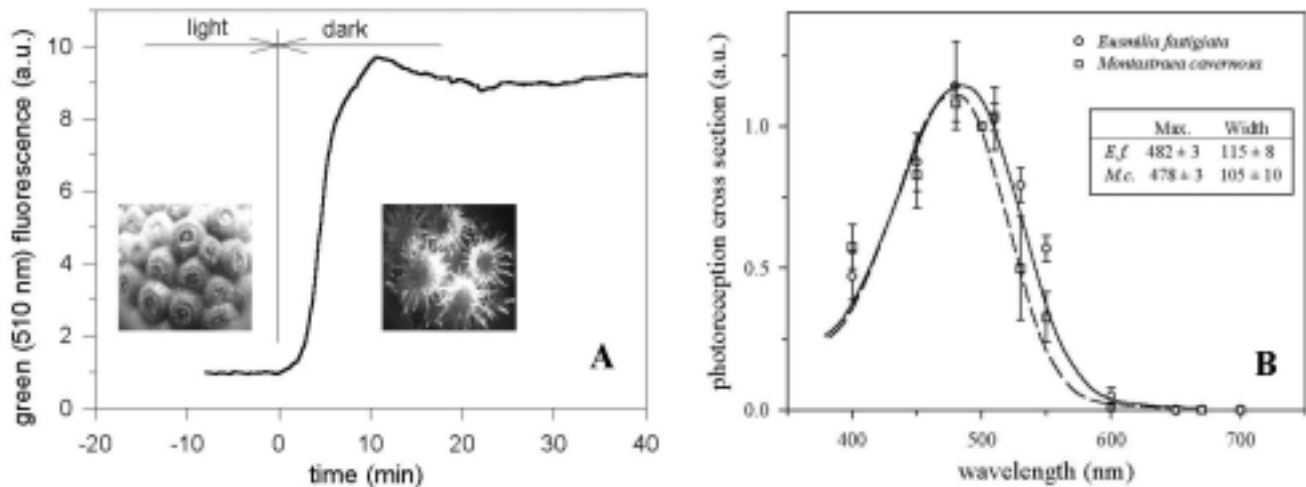 light dark
10
8
6
4
2
0
-20 -10 0 10 20 30 40
green (510 nm) fluorescence (a.u.)
time (min)
A
Eusmilia fastigiata
Montastraea cavernosa
Max. Width
E.f. 482 ± 3 115 ± 8
M.c. 478 ± 3 105 ± 10
1.0
0.5
0.0
400 500 600 700
photoreception cross section (a.u.)
wavelength (nm)
B